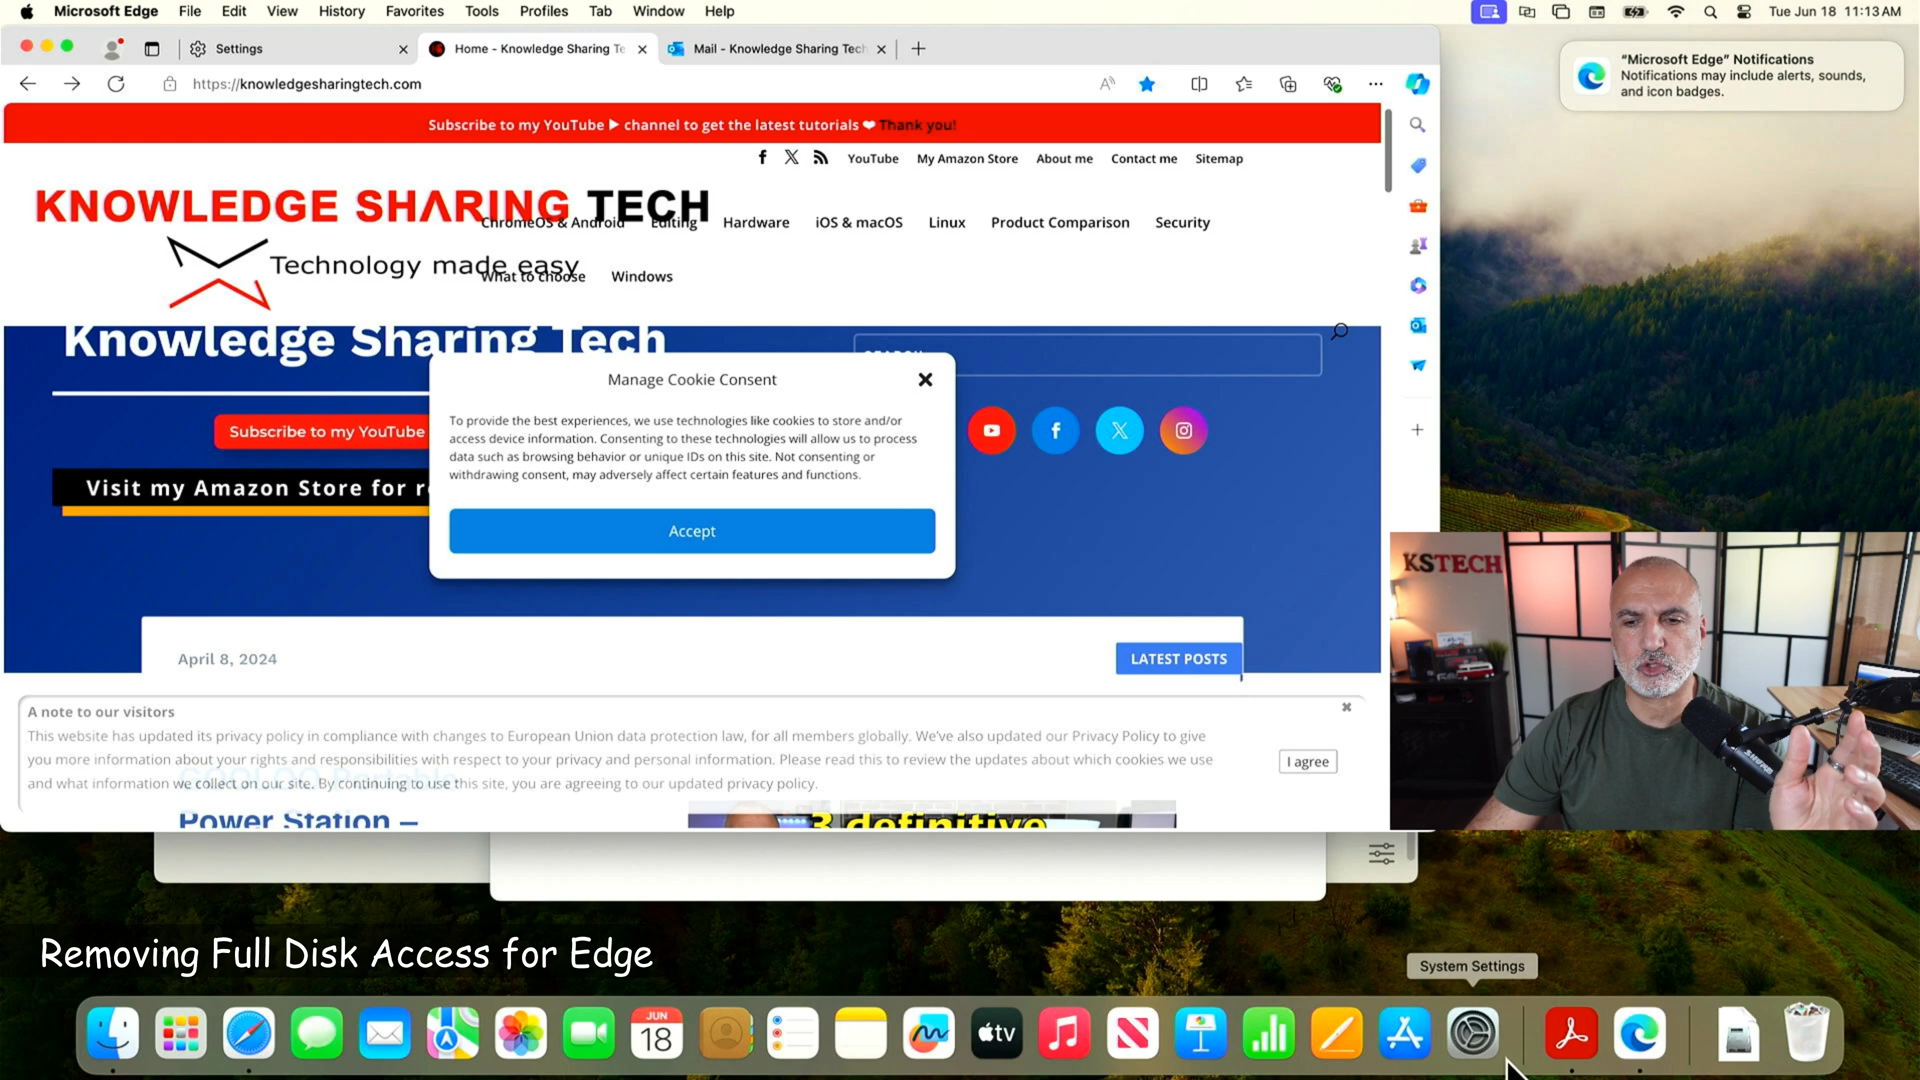 Microsoft Edge File Edit View History Favorites Tools Profiles Tab Window Help
Tue Jun 18 11:13 AM
Settings
Home - Knowledge Sharing Te
Mail - Knowledge Sharing Tech
https://knowledgesharingtech.com
"Microsoft Edge" Notifications
Notifications may include alerts, sounds,
and icon badges.
Subscribe to my YouTube channel to get the latest tutorials ❤ Thank you!
YouTube My Amazon Store About me Contact me Sitemap
KNOWLEDGE SHARING TECH
Technology made easy
ChromeOS & Android Editing Hardware iOS & macOS Linux Product Comparison Security
What to choose Windows
Knowledge Sharing Tech
SEARCH
Subscribe to my YouTube
Visit my Amazon Store for r
Manage Cookie Consent
To provide the best experiences, we use technologies like cookies to store and/or
access device information. Consenting to these technologies will allow us to process
data such as browsing behavior or unique IDs on this site. Not consenting or
withdrawing consent, may adversely affect certain features and functions.
Accept
April 8, 2024
LATEST POSTS
A note to our visitors
This website has updated its privacy policy in compliance with changes to European Union data protection law, for all members globally. We've also updated our Privacy Policy to give
you more information about your rights and responsibilities with respect to your privacy and personal information. Please read this to review the updates about which cookies we use
and what information we collect on our site. By continuing to use this site, you are agreeing to our updated privacy policy.
I agree
Power Station –
3 definitive
KSTECH
Removing Full Disk Access for Edge
System Settings
JUN
18
tv